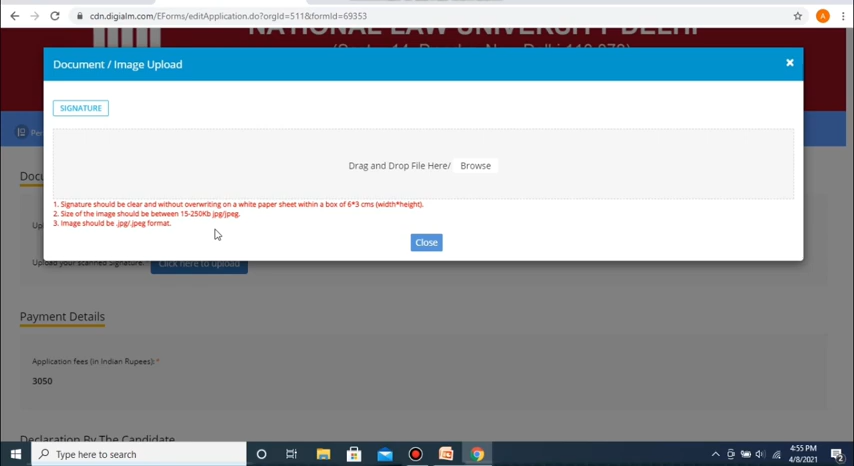 cdn.digialm.com/EForms/editApplication.do?orgId=511&formId=69353
A
NATIONAL LAW UNIVERSITY DELHI
Document / Image Upload
×
SIGNATURE
Drag and Drop File Here/ Browse
1. Signature should be clear and without overwriting on a white paper sheet within a box of 6*3 cms (width*height).
2. Size of the image should be between 15-250Kb jpg/jpeg.
3. Image should be .jpg/.jpeg format.
Close
Upload your scanned signature.
Click here to upload
Payment Details
Application fees (in Indian Rupees): *
3050
Declaration By The Candidate
Type here to search
4:55 PM
4/8/2021
2